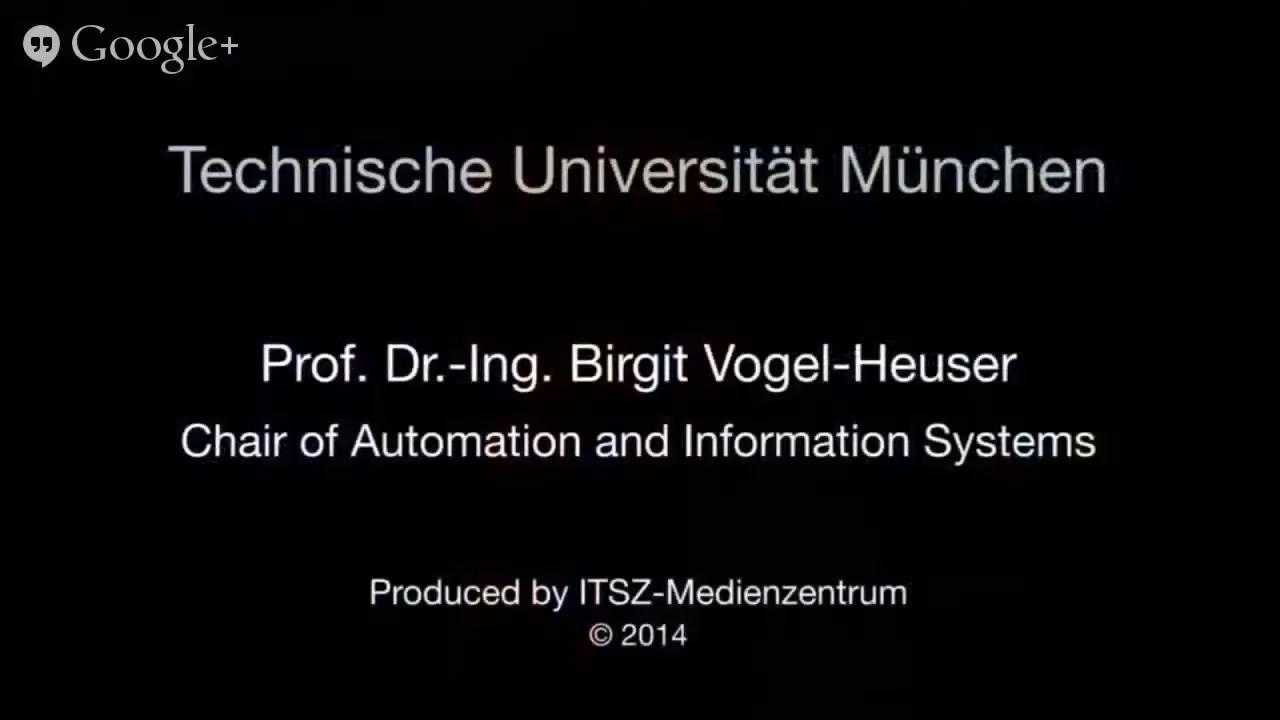 Google+
Technische Universität München
Prof. Dr.-Ing. Birgit Vogel-Heuser
Chair of Automation and Information Systems
Produced by ITSZ-Medienzentrum
© 2014